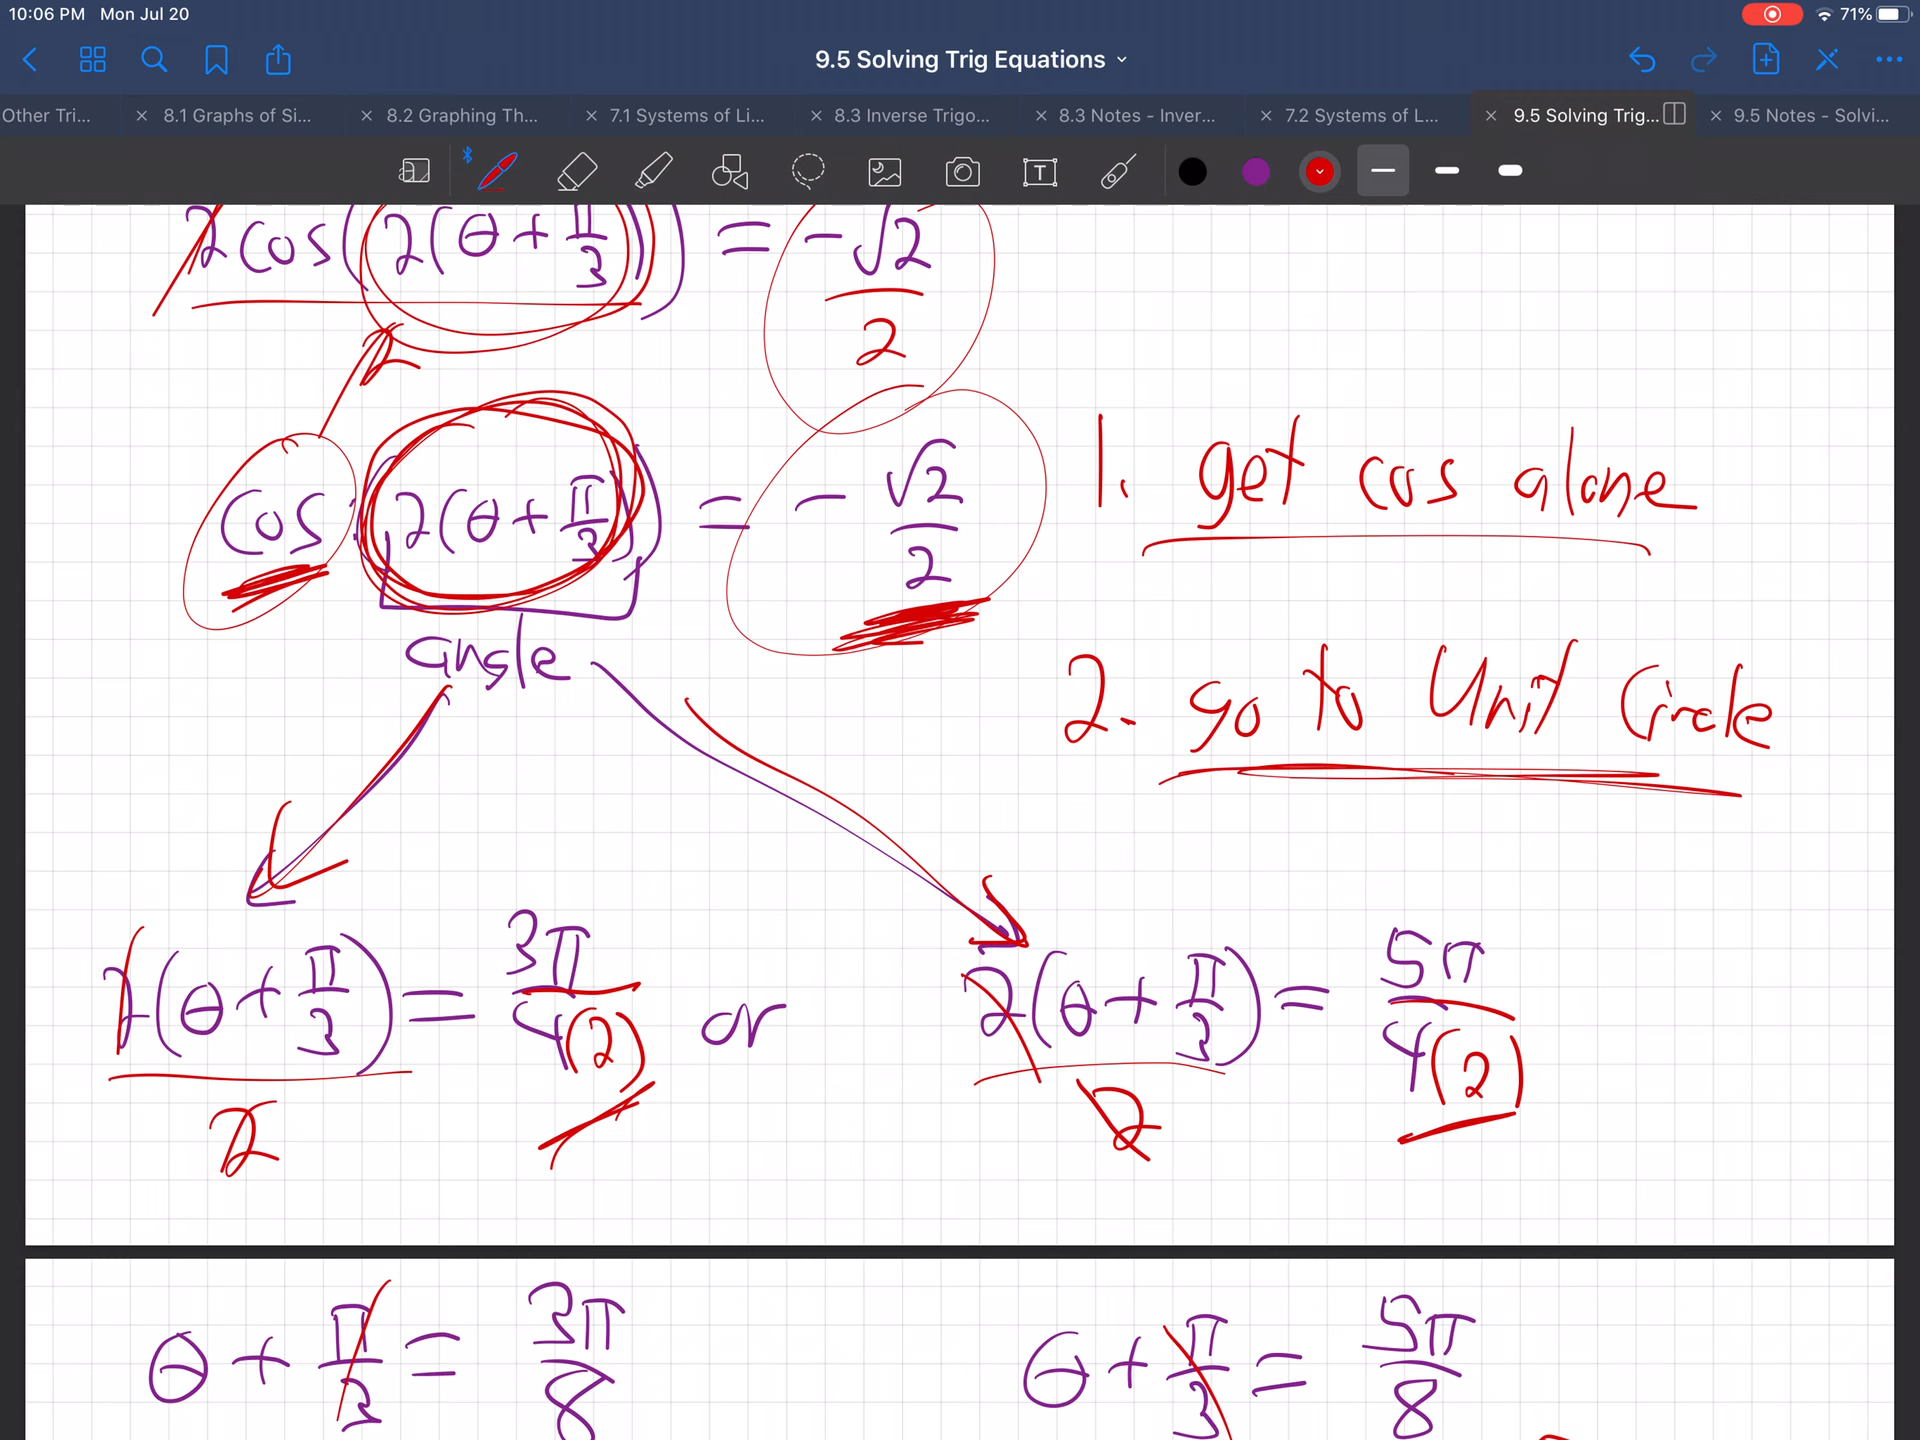 10:06 PM Mon Jul 20 71%
9.5 Solving Trig Equations
Other Tri... × 8.1 Graphs of Si... × 8.2 Graphing Th... × 7.1 Systems of Li... × 8.3 Inverse Trigo... × 8.3 Notes - Inver... × 7.2 Systems of L... × 9.5 Solving Trig... × 9.5 Notes - Solvi...
T
2cos(2(θ + π/3)) = -√2/2
2
cos(2(θ + π/3)) = -√2/2
1. get cos alone
angle
2. go to Unit Circle
2(θ + π/3)/2 = 3π/4(2) or 2(θ + π/3)/2 = 5π/4(2)
θ + π/3 = 3π/8 θ + π/3 = 5π/8